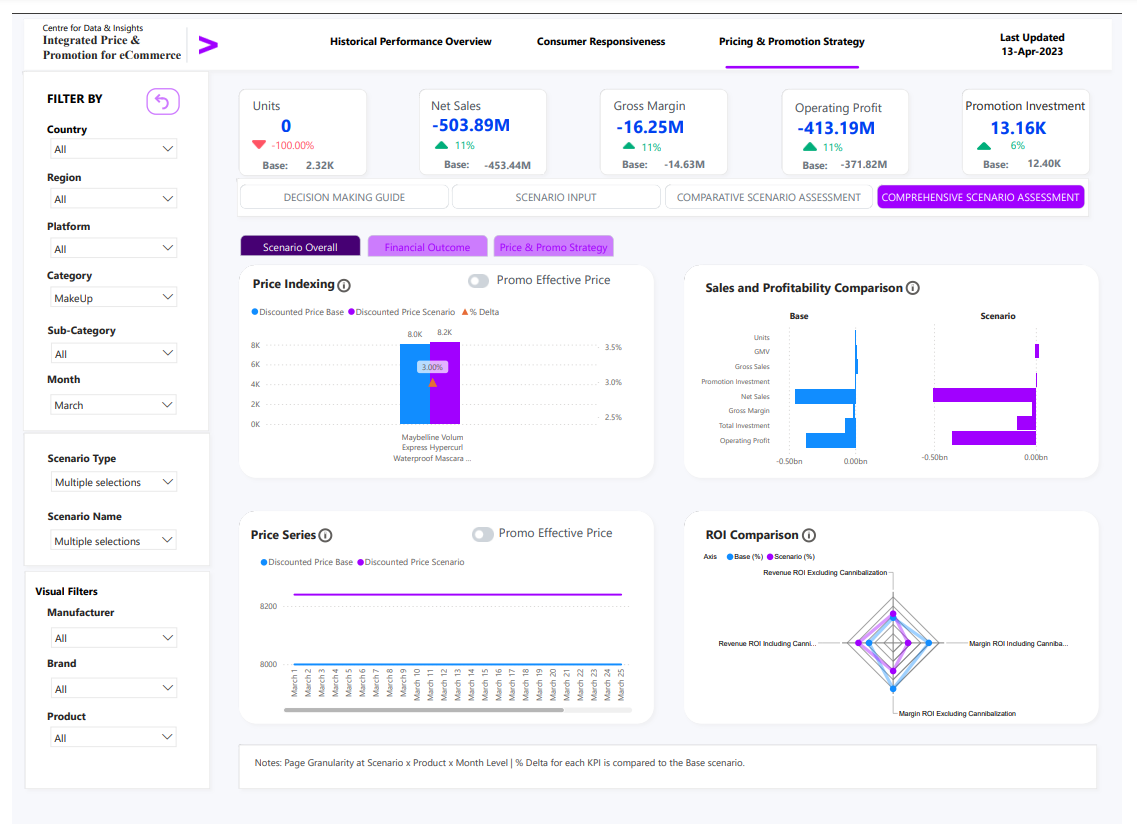 Centre for Data & Insights
Integrated Price &
Promotion for eCommerce
Historical Performance Overview
Consumer Responsiveness
Pricing & Promotion Strategy
Last Updated
13-Apr-2023
FILTER BY
Country
All
Region
All
Platform
All
Category
MakeUp
Sub-Category
All
Month
March
Scenario Type
Multiple selections
Scenario Name
Multiple selections
Visual Filters
Manufacturer
All
Brand
All
Product
All
Units
0
-100.00%
Base: 2.32K
Net Sales
-503.89M
11%
Base: -453.44M
Gross Margin
-16.25M
11%
Base: -14.63M
Operating Profit
-413.19M
11%
Base: -371.82M
Promotion Investment
13.16K
6%
Base: 12.40K
DECISION MAKING GUIDE
SCENARIO INPUT
COMPARATIVE SCENARIO ASSESSMENT
COMPREHENSIVE SCENARIO ASSESSMENT
Scenario Overall
Financial Outcome
Price & Promo Strategy
Price Indexing
Promo Effective Price
Discounted Price Base
Discounted Price Scenario
% Delta
8.0K
8.2K
8K
6K
4K
2K
0K
3.00%
3.5%
3.0%
2.5%
Maybelline Volum
Express Hypercurl
Waterproof Mascara ...
Sales and Profitability Comparison
Base
Scenario
Units
GMV
Gross Sales
Promotion Investment
Net Sales
Gross Margin
Total Investment
Operating Profit
-0.50bn
0.00bn
-0.50bn
0.00bn
Price Series
Promo Effective Price
Discounted Price Base
Discounted Price Scenario
8200
8000
March 1
March 2
March 3
March 4
March 5
March 6
March 7
March 8
March 9
March 10
March 11
March 12
March 13
March 14
March 15
March 16
March 17
March 18
March 19
March 20
March 21
March 22
March 23
March 24
March 25
ROI Comparison
Axis
Base (%)
Scenario (%)
Revenue ROI Excluding Cannibalization
Revenue ROI Including Canni...
Margin ROI Including Canniba...
Margin ROI Excluding Cannibalization
Notes: Page Granularity at Scenario x Product x Month Level | % Delta for each KPI is compared to the Base scenario.